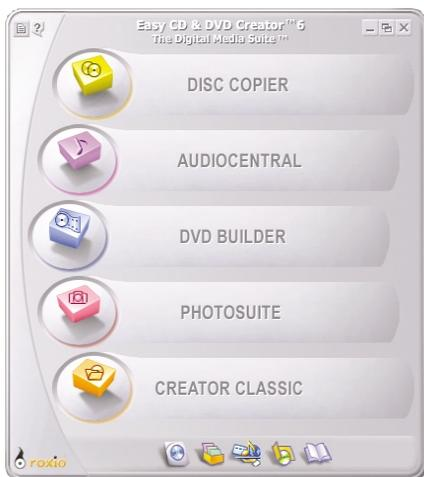 Easy CD & DVD Creator™ 6
The Digital Media Suite™
DISC COPIER
AUDIOCENTRAL
DVD BUILDER
PHOTOSUITE
CREATOR CLASSIC
roxio